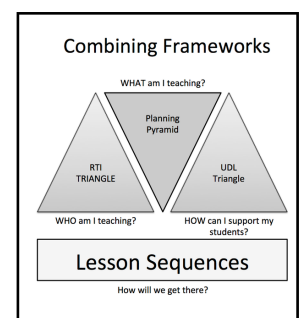 Combining Frameworks
WHAT am I teaching?
Planning
Pyramid
RTI
TRIANGLE
UDL
Triangle
WHO am I teaching?
HOW can I support my
students?
Lesson Sequences
How will we get there?